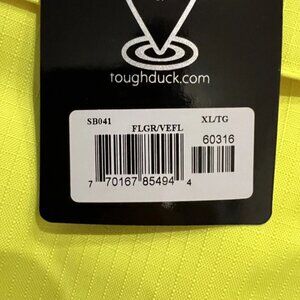 toughduck.com
SB041 XL/TG
FLGR/VEFL
60316
7 70167 85494 4